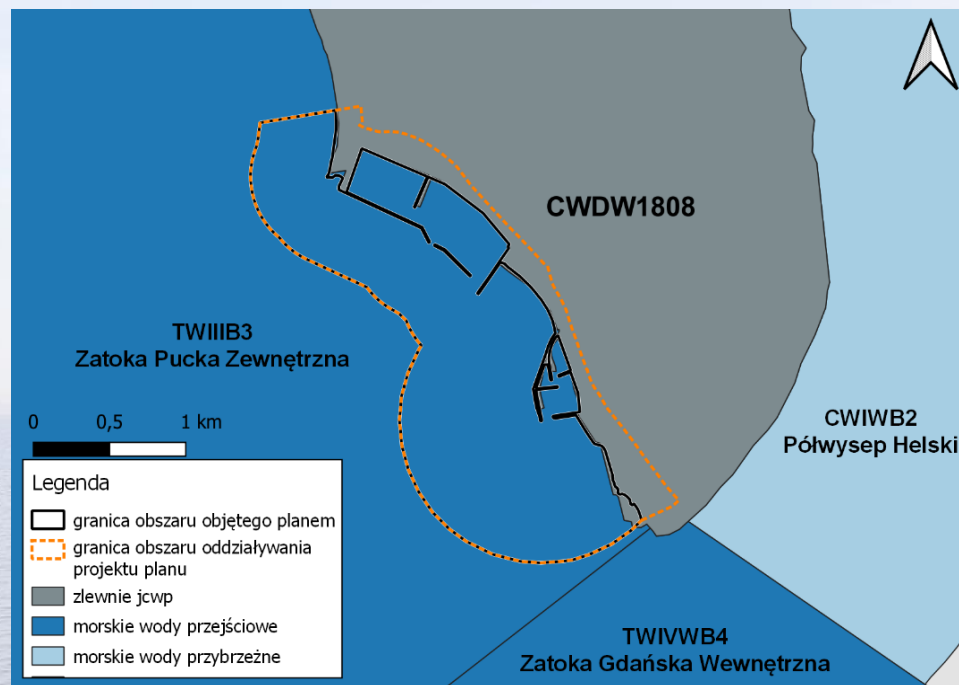 CWDW1808
TWIIIB3
Zatoka Pucka Zewnętrzna
CWIWB2
Półwysep Helski
0 0,5 1 km
Legenda
granica obszaru objętego planem
granica obszaru oddziaływania
projektu planu
zlewnie jcwp
morskie wody przejściowe
morskie wody przybrzeżne
TWIVWB4
Zatoka Gdańska Wewnętrzna